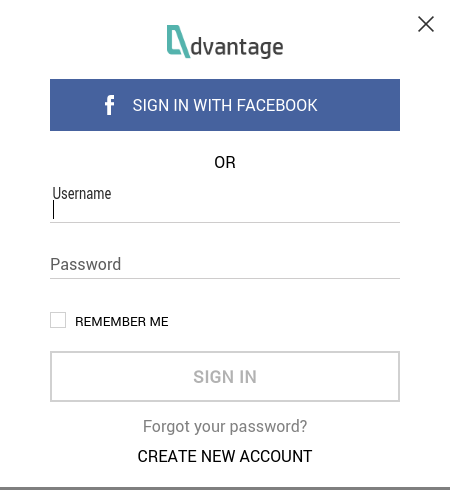 dvantage
SIGN IN WITH FACEBOOK
OR
Username
Password
REMEMBER ME
SIGN IN
Forgot your password?
CREATE NEW ACCOUNT